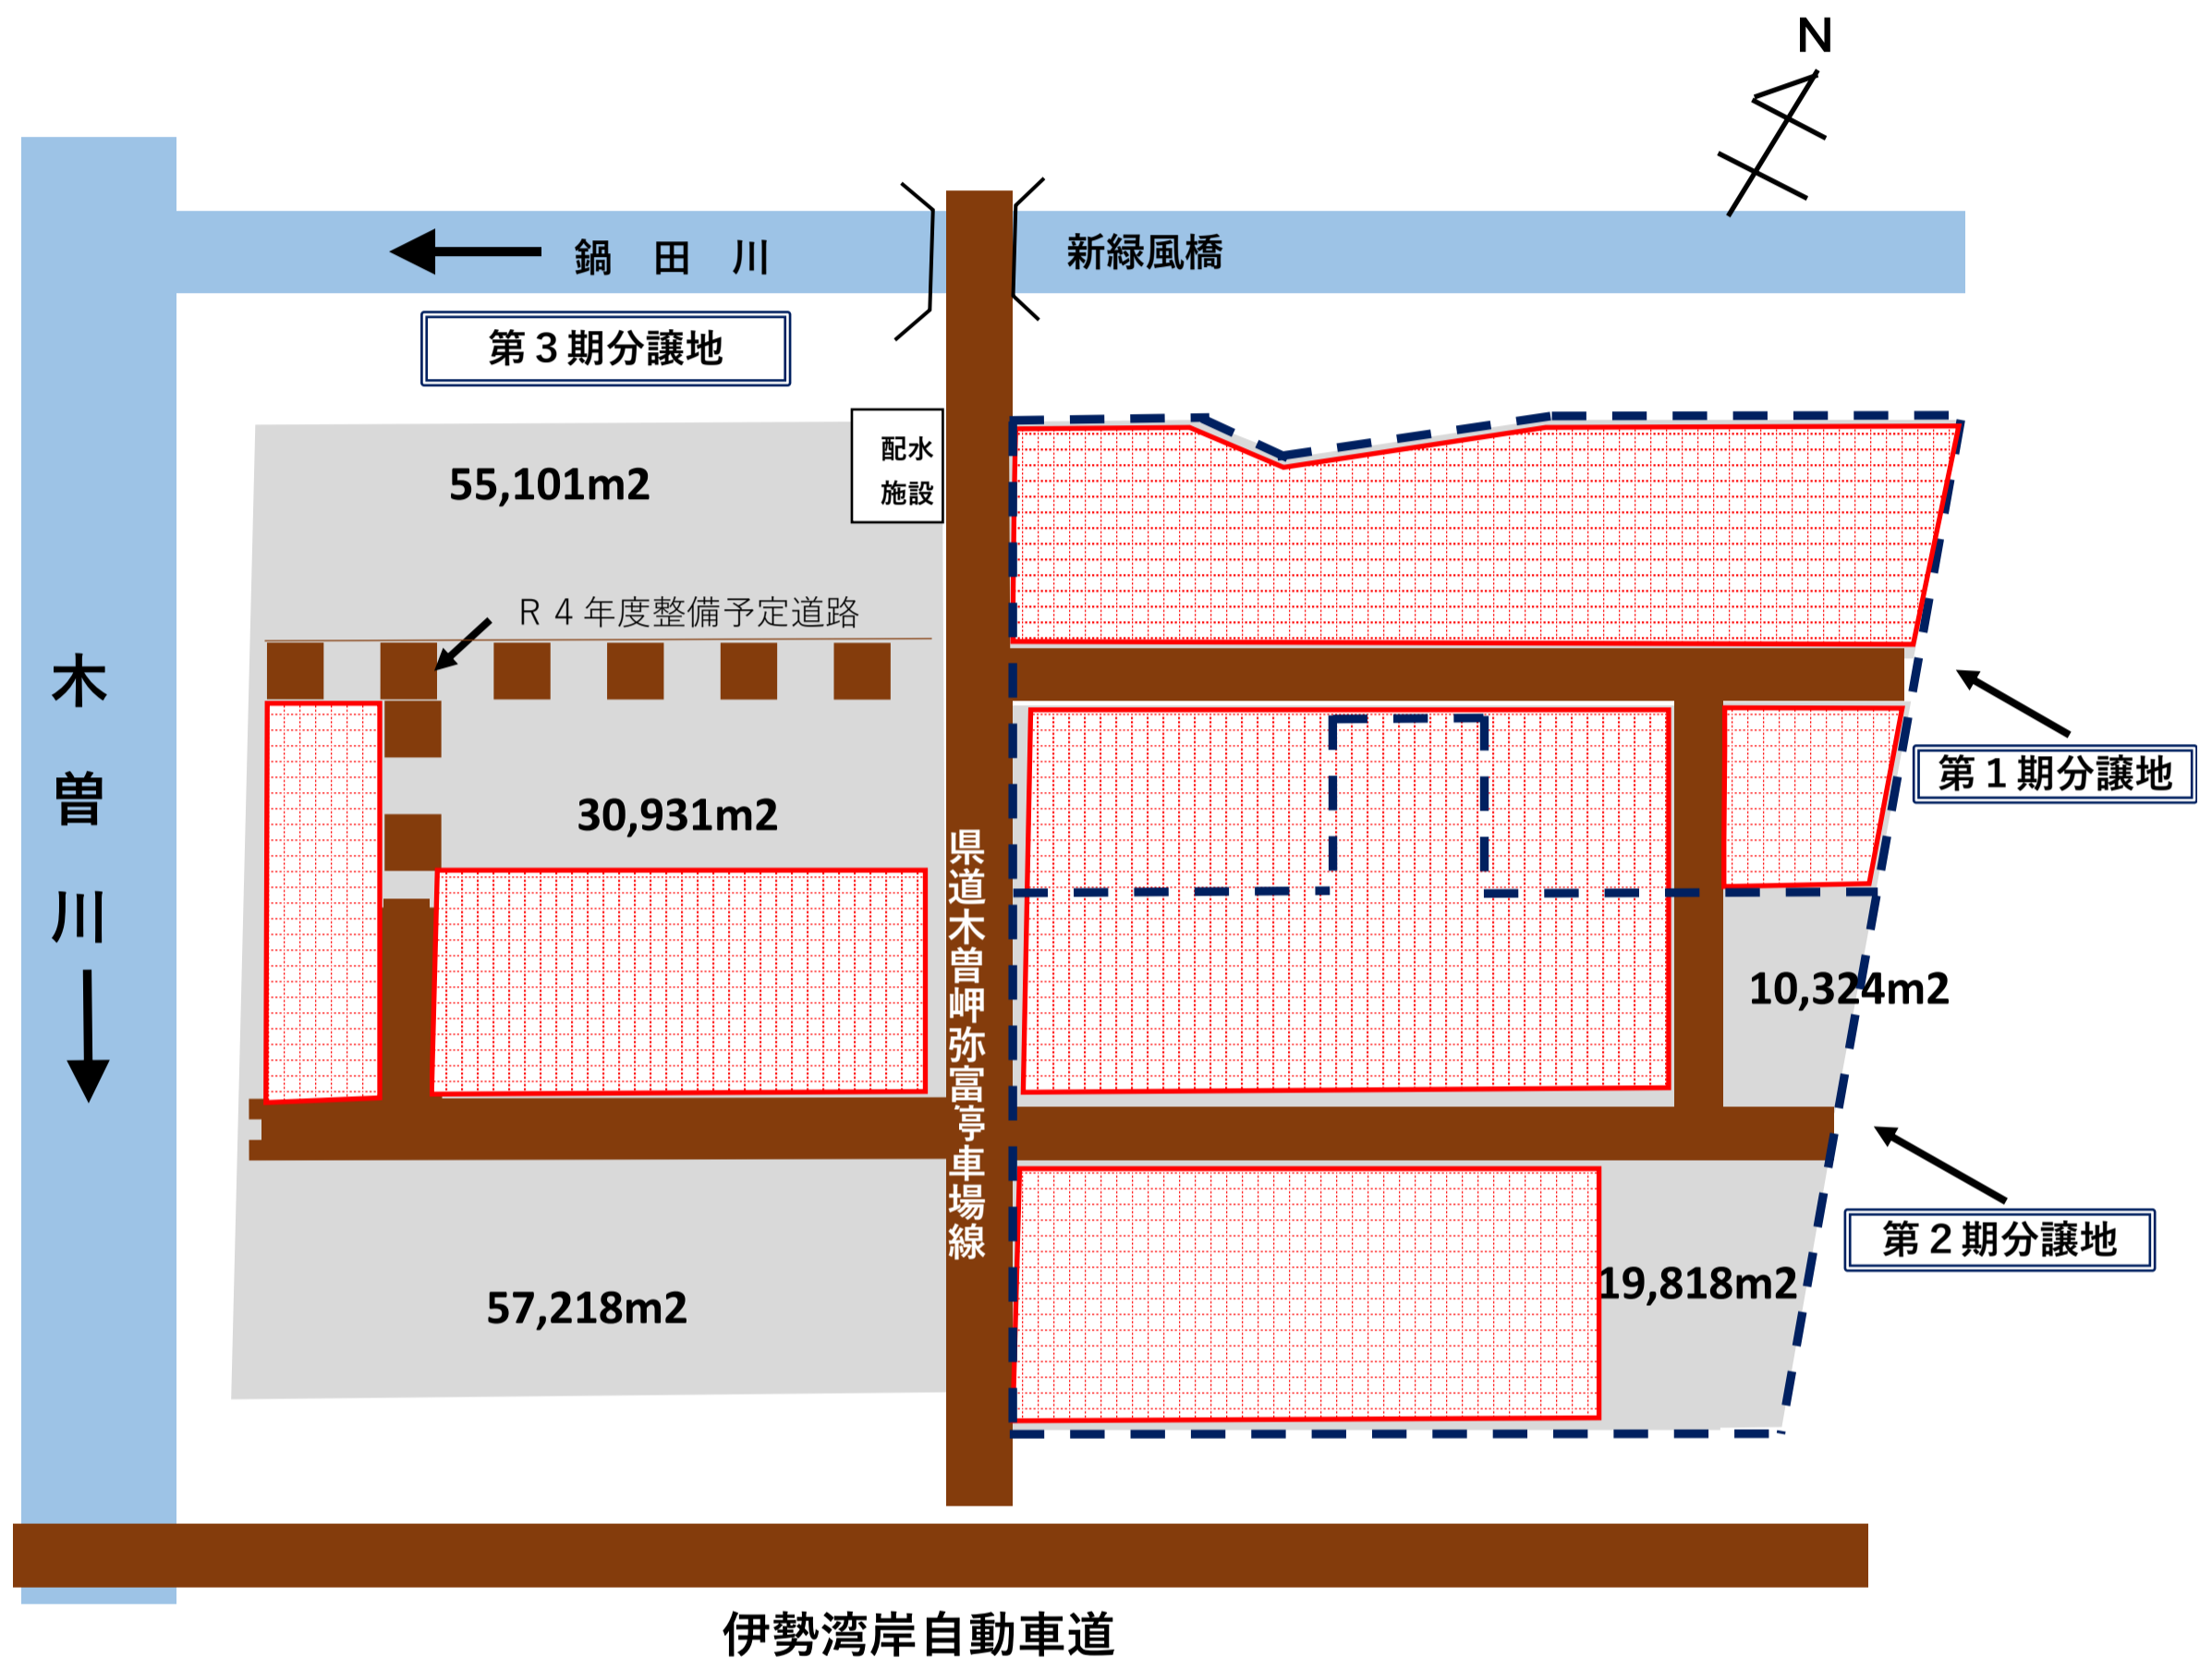 N
鍋 田 川
新緑風橋
第３期分譲地
配水
施設
55,101m2
Ｒ４年度整備予定道路
木曽川
第１期分譲地
30,931m2
県道木曽岬弥富停車場線
10,324m2
第２期分譲地
19,818m2
57,218m2
伊勢湾岸自動車道